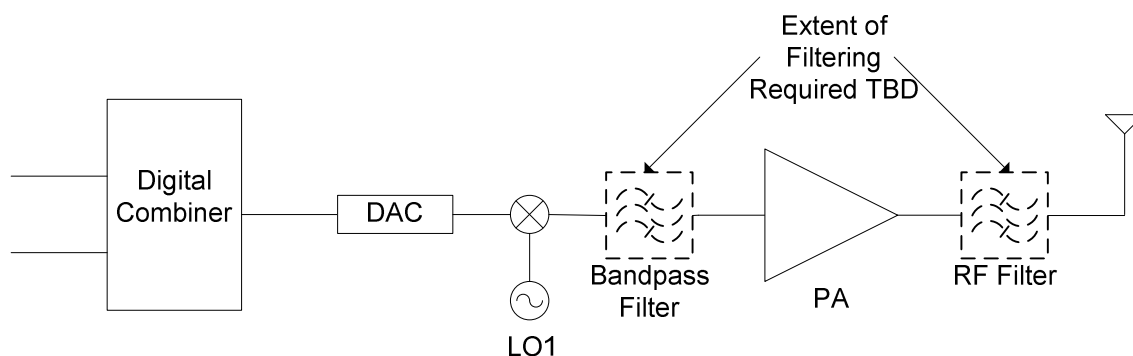 Extent of
Filtering
Required TBD
Digital
Combiner
DAC
LO1
Bandpass
Filter
PA
RF Filter